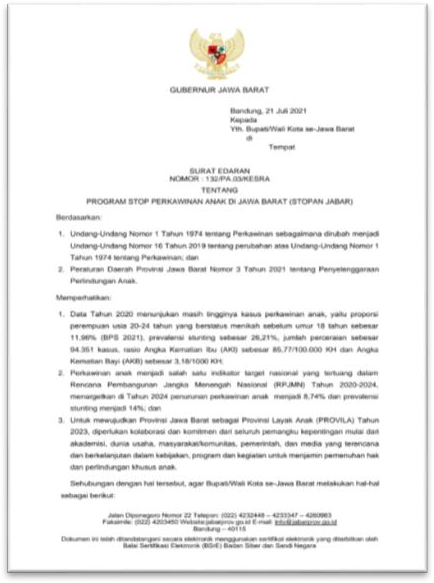 GUBERNUR JAWA BARAT
Bandung, 21 Juli 2021
Kepada
Yth. Bupati/Wali Kota se-Jawa Barat
di
Tempat
SURAT EDARAN
NOMOR : 132/PA.03/KESRA
TENTANG
PROGRAM STOP PERKAWINAN ANAK DI JAWA BARAT (STOPAN JABAR)
Berdasarkan:
1. Undang-Undang Nomor 1 Tahun 1974 tentang Perkawinan sebagaimana dirubah menjadi
Undang-Undang Nomor 16 Tahun 2019 tentang perubahan atas Undang-Undang Nomor 1
Tahun 1974 tentang Perkawinan; dan
2. Peraturan Daerah Provinsi Jawa Barat Nomor 3 Tahun 2021 tentang Penyelenggaraan
Perlindungan Anak.
Memperhatikan:
1. Data Tahun 2020 menunjukan masih tingginya kasus perkawinan anak, yaitu proporsi
perempuan usia 20-24 tahun yang berstatus menikah sebelum umur 18 tahun sebesar
11,96% (BPS 2021), prevalensi stunting sebesar 26,21%, jumlah perceraian sebesar
94.351 kasus, rasio Angka Kematian Ibu (AKI) sebesar 85,77/100.000 KH dan Angka
Kematian Bayi (AKB) sebesar 3,18/1000 KH;
2. Perkawinan anak menjadi salah satu indikator target nasional yang tertuang dalam
Rencana Pembangunan Jangka Menengah Nasional (RPJMN) Tahun 2020-2024,
menargetkan di Tahun 2024 penurunan perkawinan anak menjadi 8,74% dan prevalensi
stunting menjadi 14%; dan
3. Untuk mewujudkan Provinsi Jawa Barat sebagai Provinsi Layak Anak (PROVILA) Tahun
2023, diperlukan kolaborasi dan komitmen dari seluruh pemangku kepentingan mulai dari
akademisi, dunia usaha, masyarakat/komunitas, pemerintah, dan media yang terencana
dan berkelanjutan dalam kebijakan, program dan kegiatan untuk menjamin pemenuhan hak
dan perlindungan khusus anak.
Sehubungan dengan hal tersebut, agar Bupati/Wali Kota se-Jawa Barat melakukan hal-hal
sebagai berikut:
Jalan Diponegoro Nomor 22 Telepon: (022) 4232448 – 4233347 – 4260963
Faksimile: (022) 4203450 Website:jabarprov.go.id E-mail: info@jabarprov.go.id
Bandung – 40115
Dokumen ini telah ditandatangani secara elektronik menggunakan sertifikat elektronik yang diterbitkan oleh
Balai Sertifikasi Elektronik (BSrE) Badan Siber dan Sandi Negara